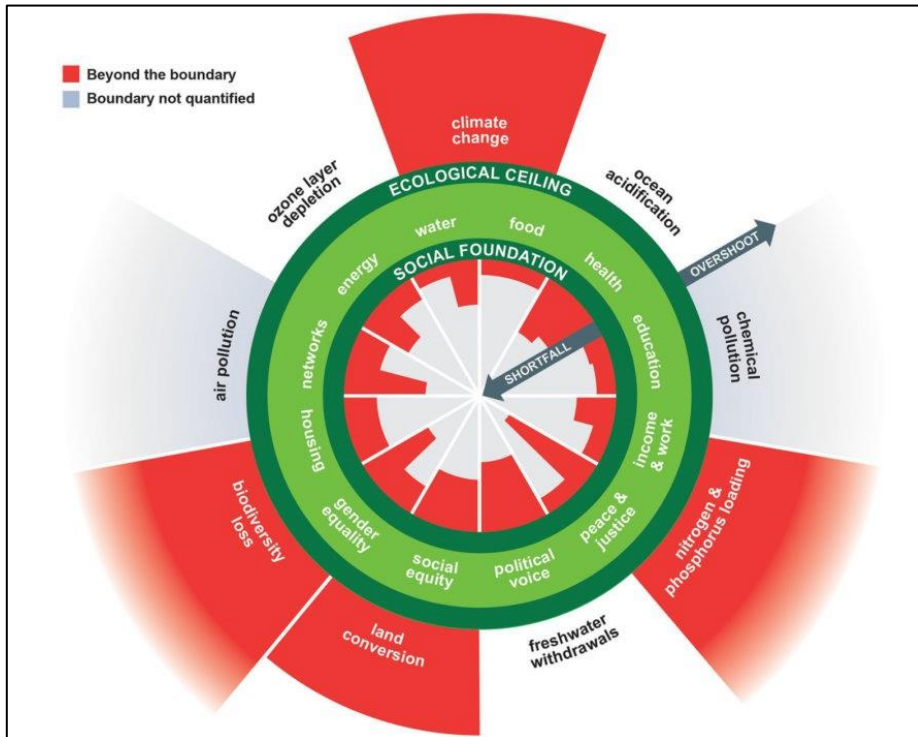 Beyond the boundary
Boundary not quantified
climate
change
ozone layer
depletion
ocean
acidification
ECOLOGICAL CEILING
OVERSHOOT
water
food
energy
health
SOCIAL FOUNDATION
air pollution
networks
SHORTFALL
education
chemical
pollution
housing
income
& work
biodiversity
loss
gender
equality
social
equity
political
voice
peace &
justice
nitrogen &
phosphorus loading
land
conversion
freshwater
withdrawals